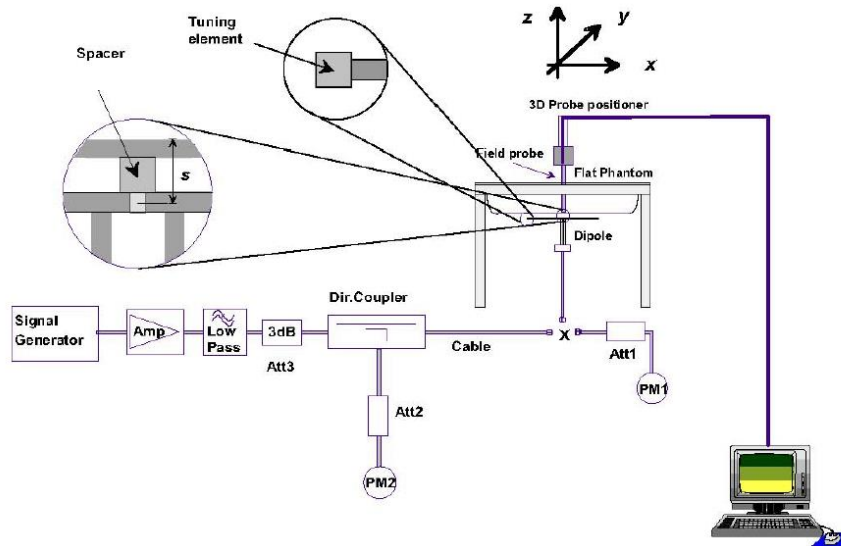 Tuning
element
z
y
x
Spacer
3D Probe positioner
Field probe
Flat Phantom
s
Dipole
Dir.Coupler
Signal
Generator
Amp
Low
Pass
3dB
Att3
Cable
X
Att1
PM1
Att2
PM2